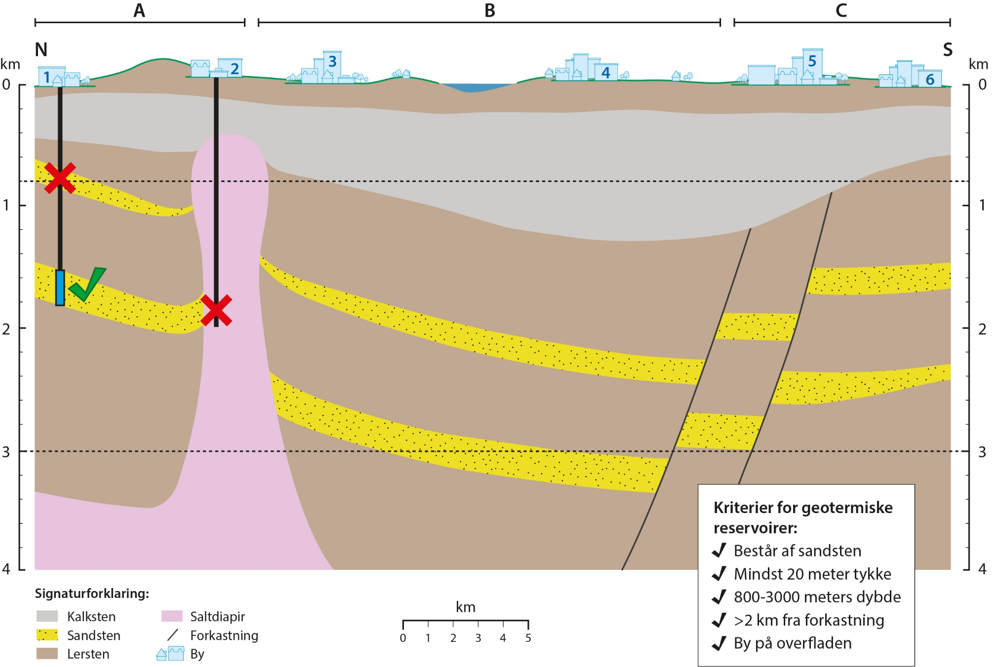 A B C
N S
km km
1 2 3 4 5 6
0 0
1 1
2 2
3 3
4 4
Kriterier for geotermiske
reservoirer:
Består af sandsten
Mindst 20 meter tykke
800-3000 meters dybde
>2 km fra forkastning
By på overfladen
Signaturforklaring:
Kalksten Saltdiapir
Sandsten Forkastning
Lersten By
km
0 1 2 3 4 5